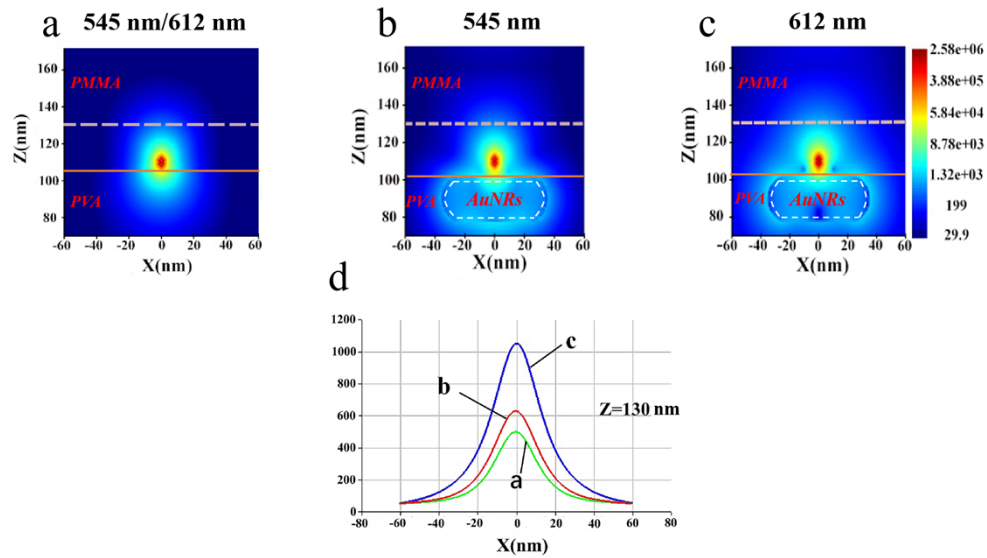 a 545 nm/612 nm
b 545 nm
c 612 nm
160
140
120
100
80
Z(nm)
PMMA
PVA
-60 -40 -20 0 20 40 60
X(nm)
160
140
120
100
80
Z(nm)
PMMA
PVA
AuNRs
-60 -40 -20 0 20 40 60
X(nm)
160
140
120
100
80
Z(nm)
PMMA
PVA
AuNRs
-60 -40 -20 0 20 40 60
X(nm)
2.58e+06
3.88e+05
5.84e+04
8.78e+03
1.32e+03
199
29.9
d
1200
1000
800
600
400
200
0
c
b
a
Z=130 nm
-80 -60 -40 -20 0 20 40 60 80
X(nm)